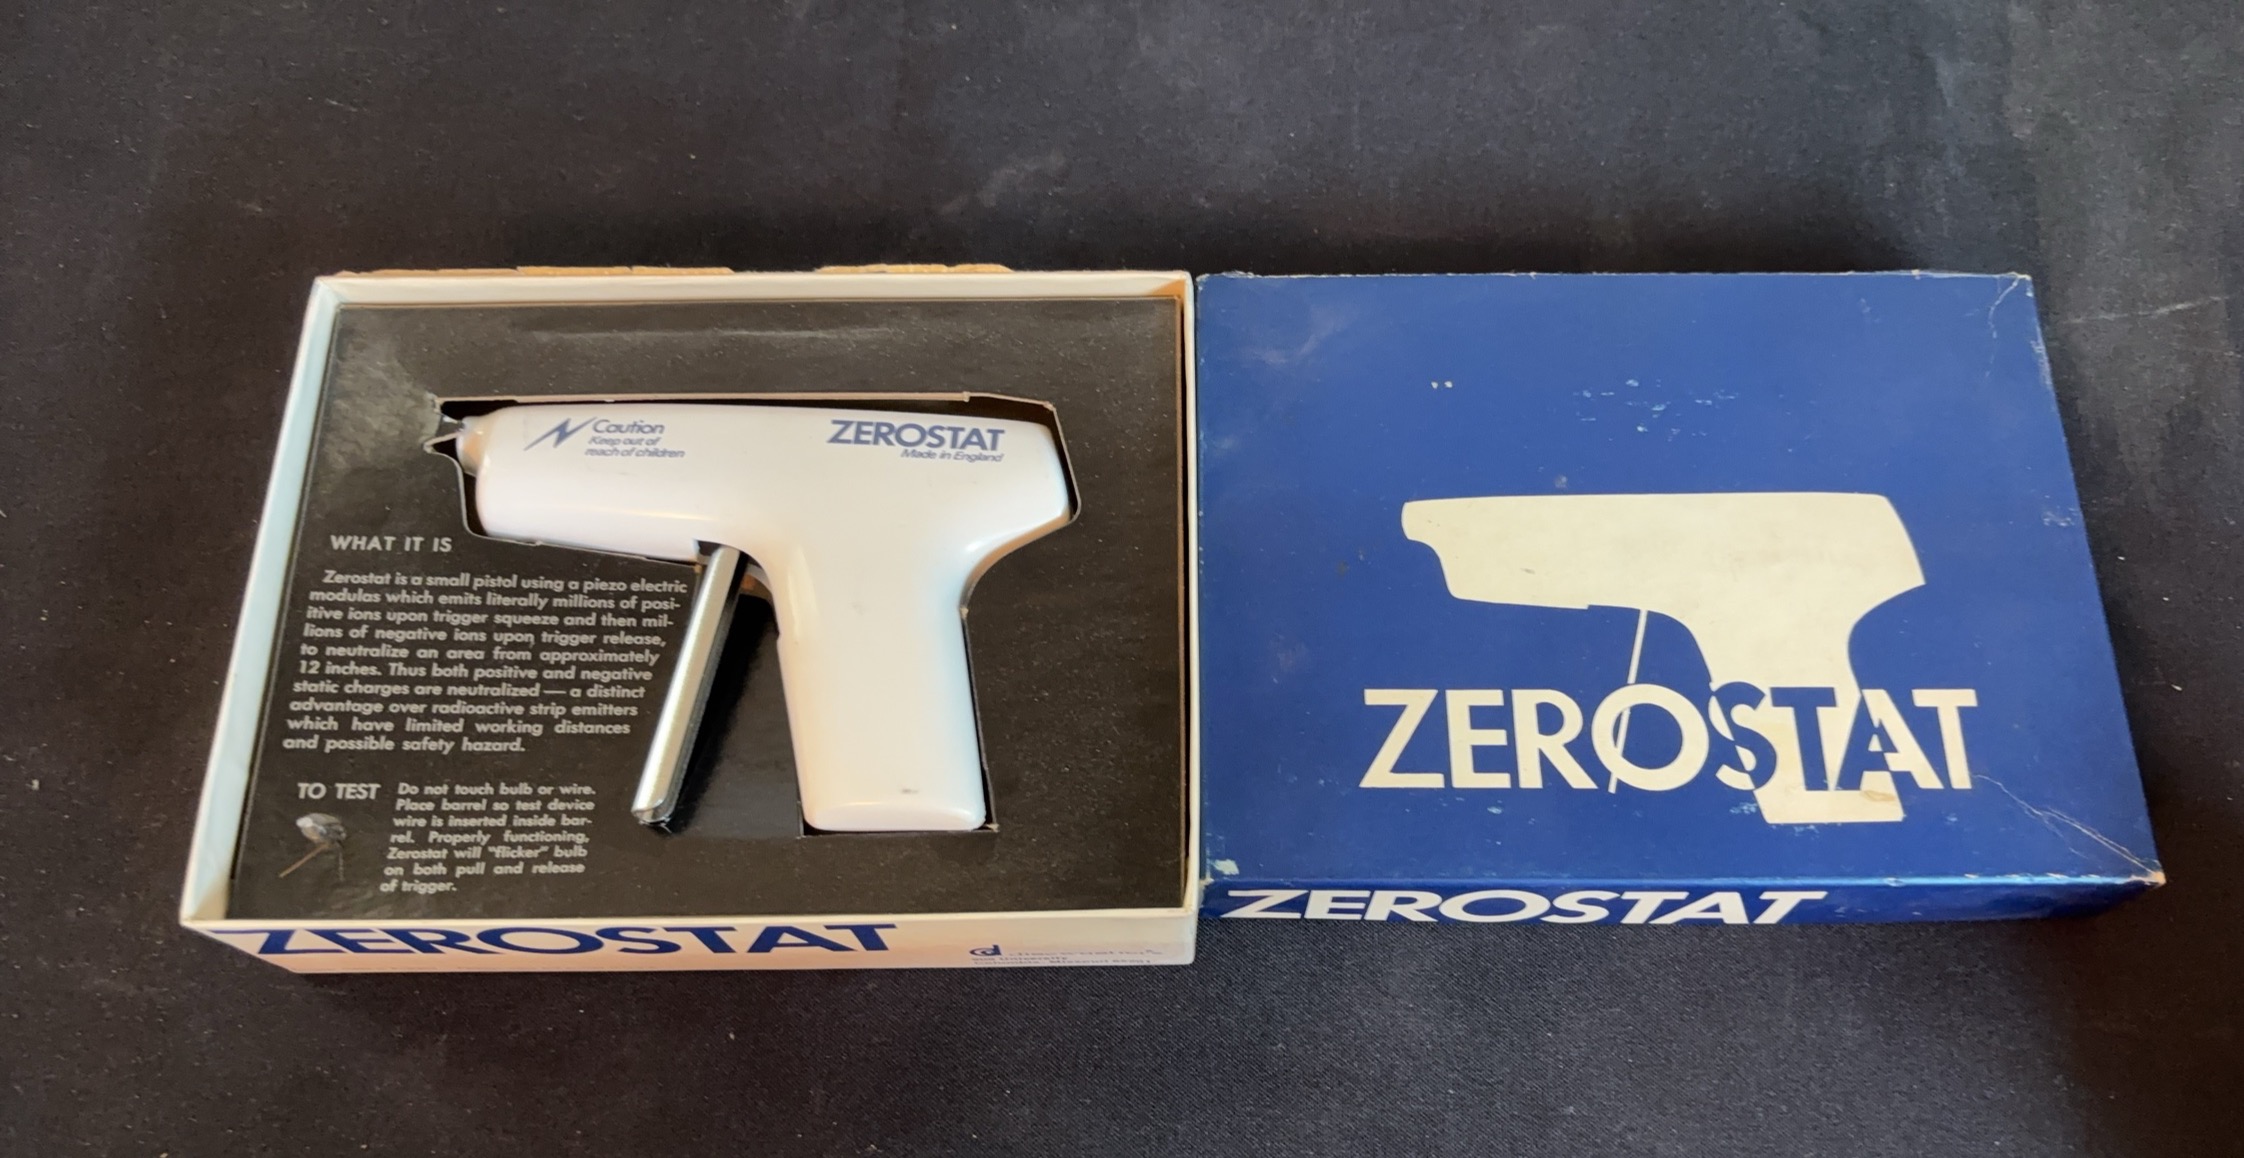 Caution
Keep out of
reach of children
ZEROSTAT
Made in England
WHAT IT IS
Zerostat is a small pistol using a piezo electric
modulas which emits literally millions of posi-
itive ions upon trigger squeeze and then mil-
lions of negative ions upon trigger release,
to neutralize an area from approximately
12 inches. Thus both positive and negative
static charges are neutralized — a distinct
advantage over radioactive strip emitters
which have limited working distances
and possible safety hazard.
TO TEST
Do not touch bulb or wire.
Place barrel so test device
wire is inserted inside bar-
rel. Properly functioning,
Zerostat will "flicker" bulb
on both pull and release
of trigger.
ZEROSTAT
Columbia, Missouri
ZEROSTAT
ZEROSTAT